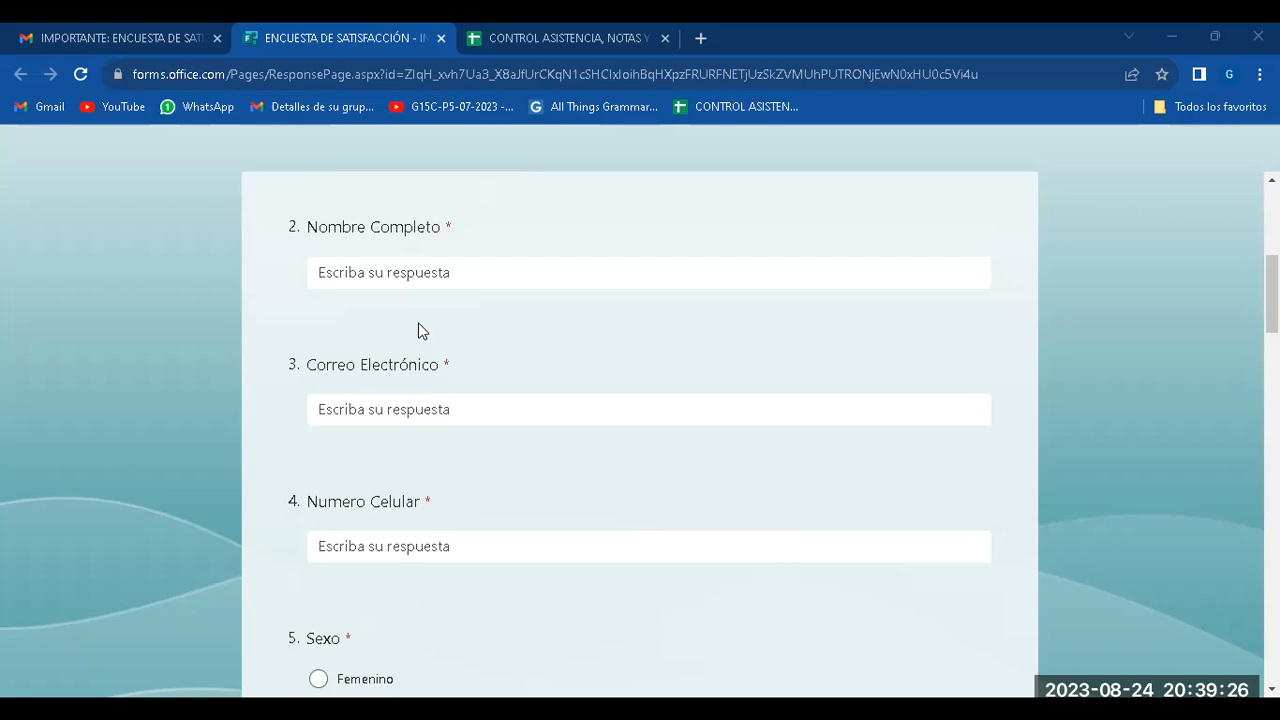 IMPORTANTE: ENCUESTA DE SATI
ENCUESTA DE SATISFACCIÓN - IN
CONTROL ASISTENCIA, NOTAS Y
forms.office.com/Pages/ResponsePage.aspx?id=
Gmail
YouTube
WhatsApp
Detalles de su grup...
G15C-P5-07-2023 -...
All Things Grammar...
CONTROL ASISTEN...
Todos los favoritos
2. Nombre Completo *
Escriba su respuesta
3. Correo Electrónico *
Escriba su respuesta
4. Numero Celular *
Escriba su respuesta
5. Sexo *
Femenino
2023-08-24 20:39:26